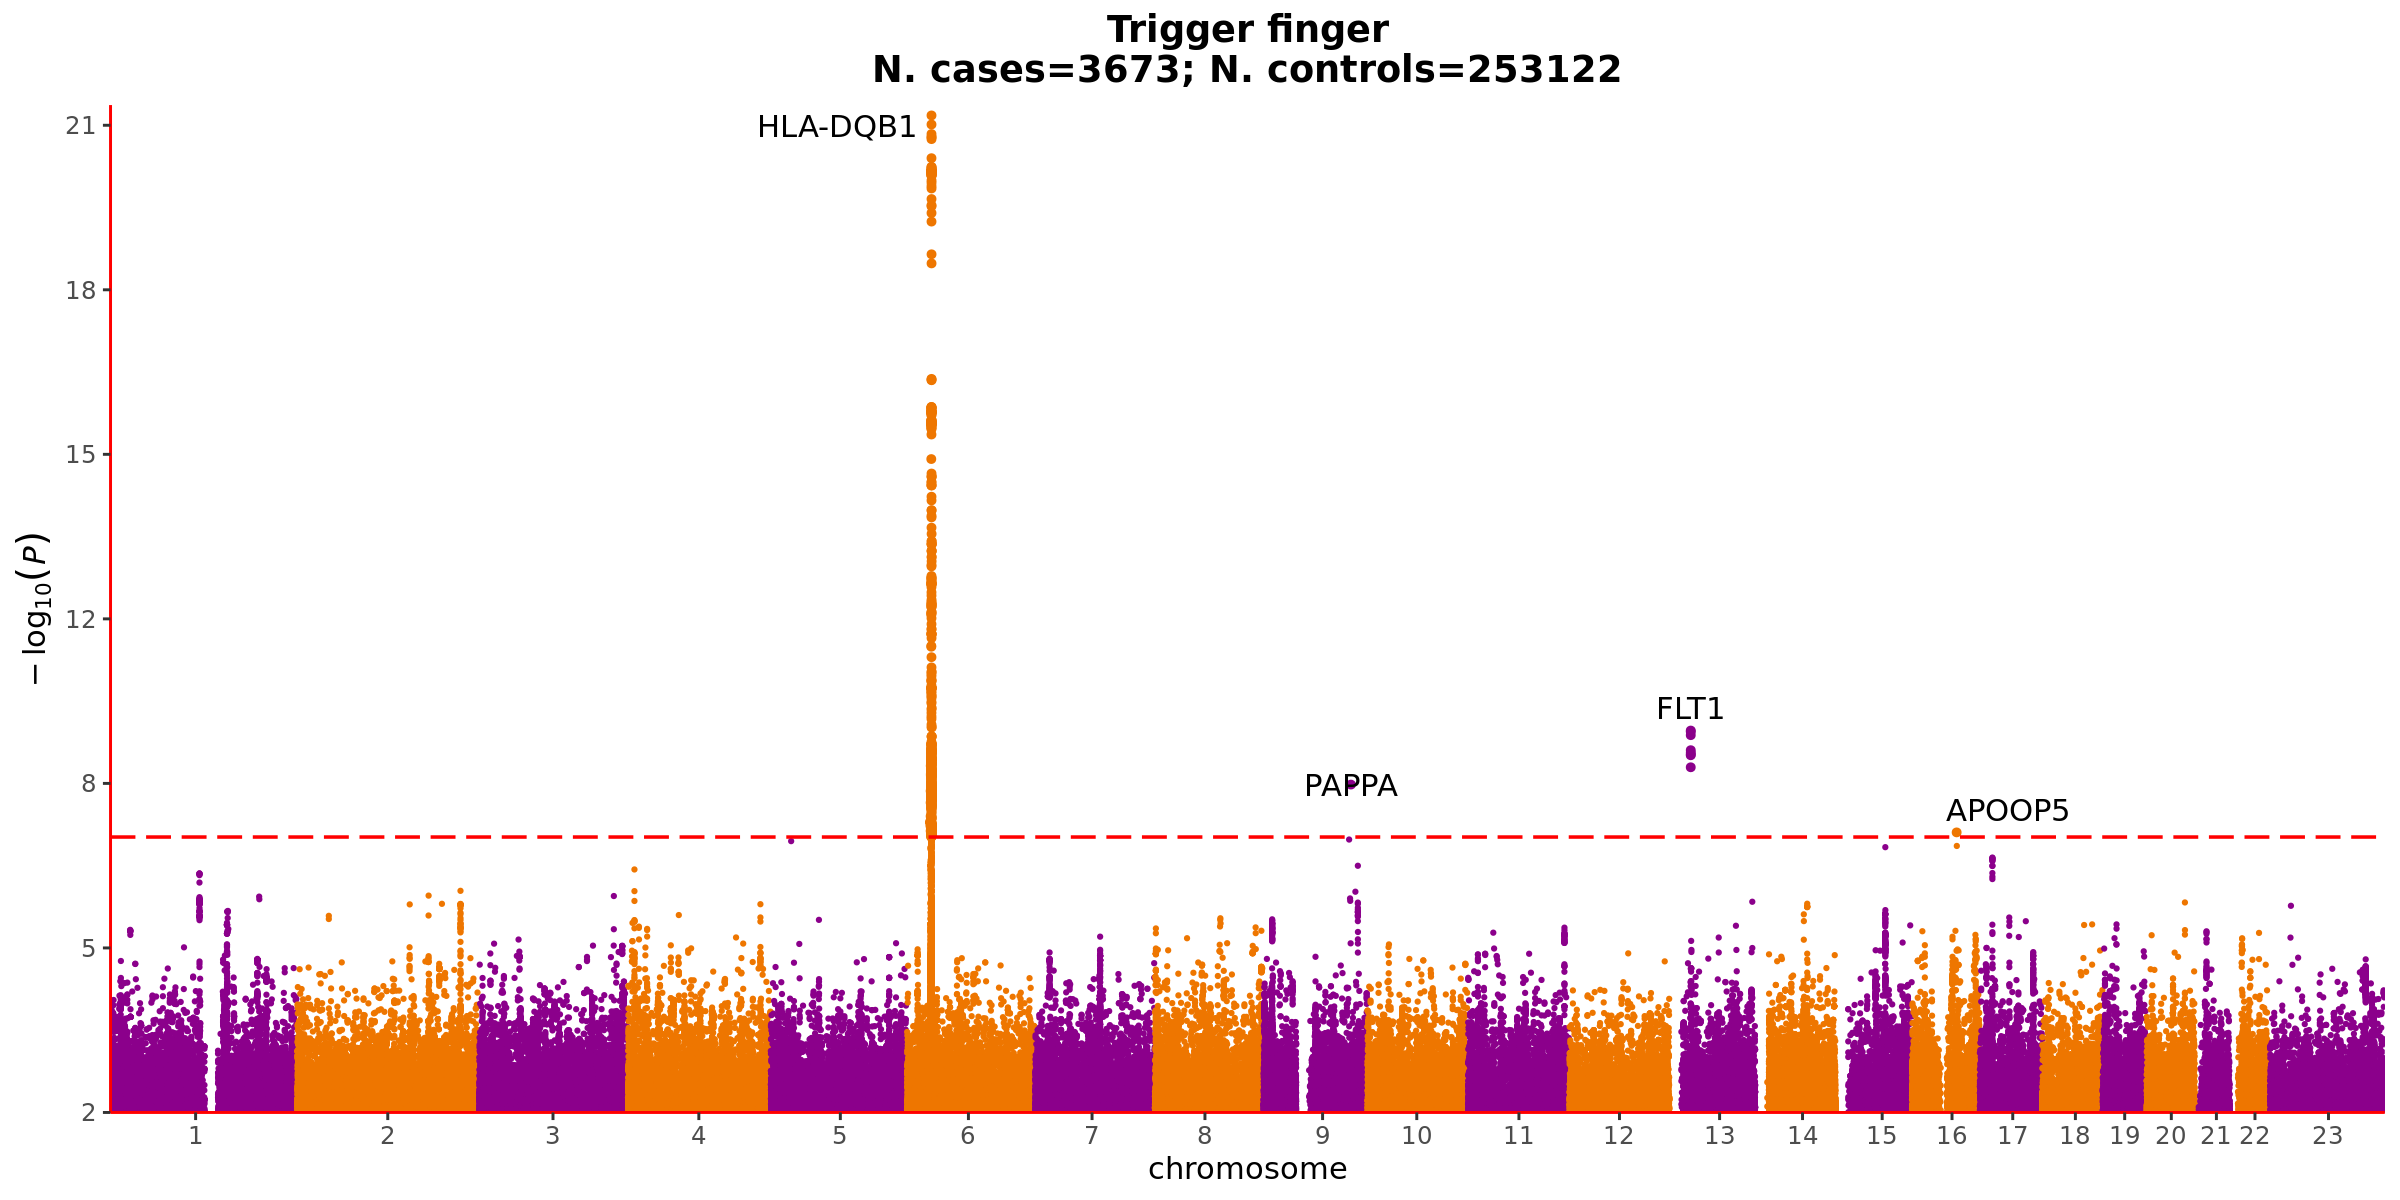 Trigger finger
N. cases=3673; N. controls=253122
21
HLA-DQB1
18
15
− log10(P)
12
FLT1
8
PAPPA
APOOP5
5
2
1 2 3 4 5 6 7 8 9 10 11 12 13 14 15 16 17 18 19 20 21 22 23
chromosome